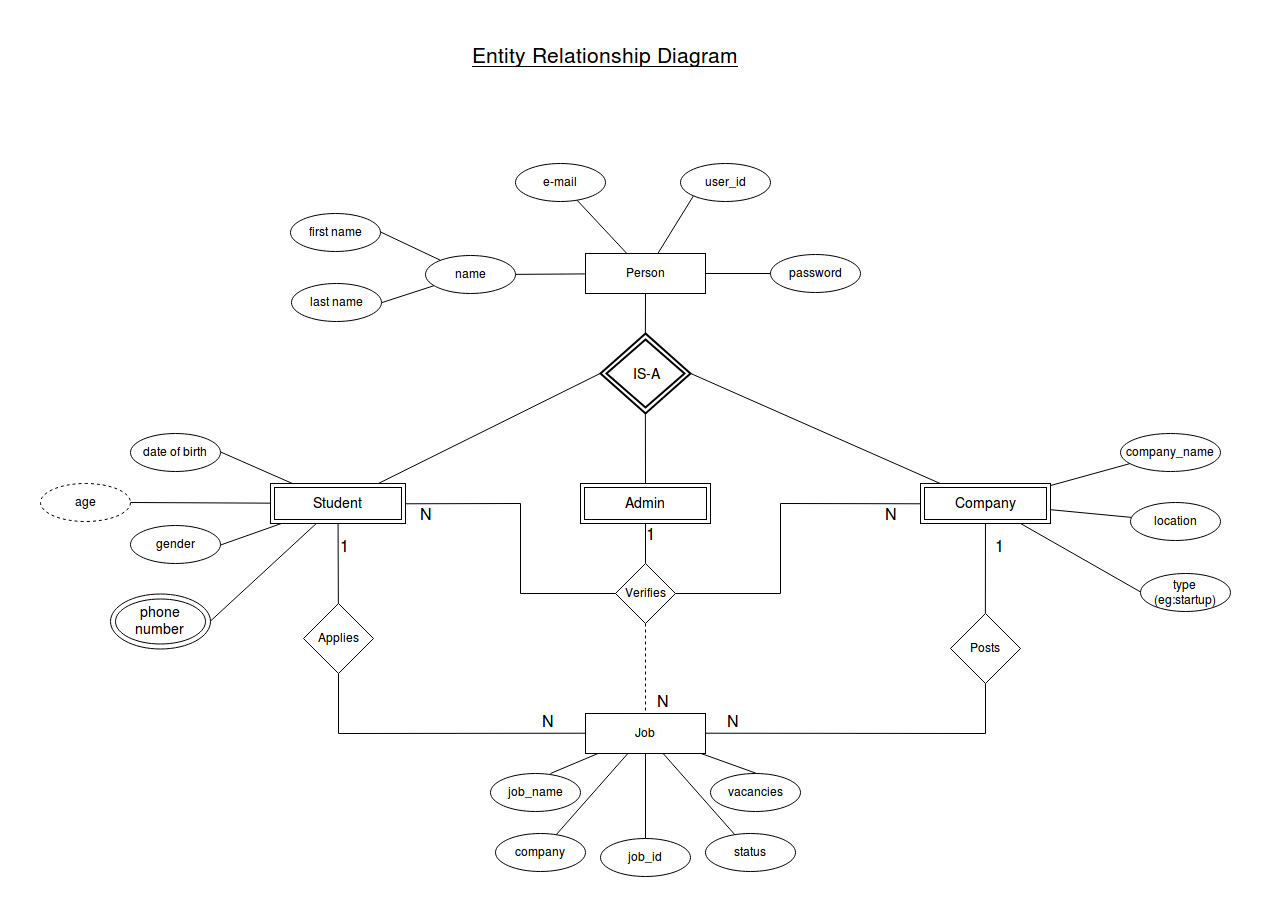 Entity Relationship Diagram
e-mail
user_id
first name
name
Person
password
last name
IS-A
date of birth
company_name
age
Student
Admin
Company
N
N
location
gender
1
1
1
type
(eg:startup)
Verifies
phone
number
Applies
Posts
N
N
N
Job
job_name
vacancies
company
job_id
status